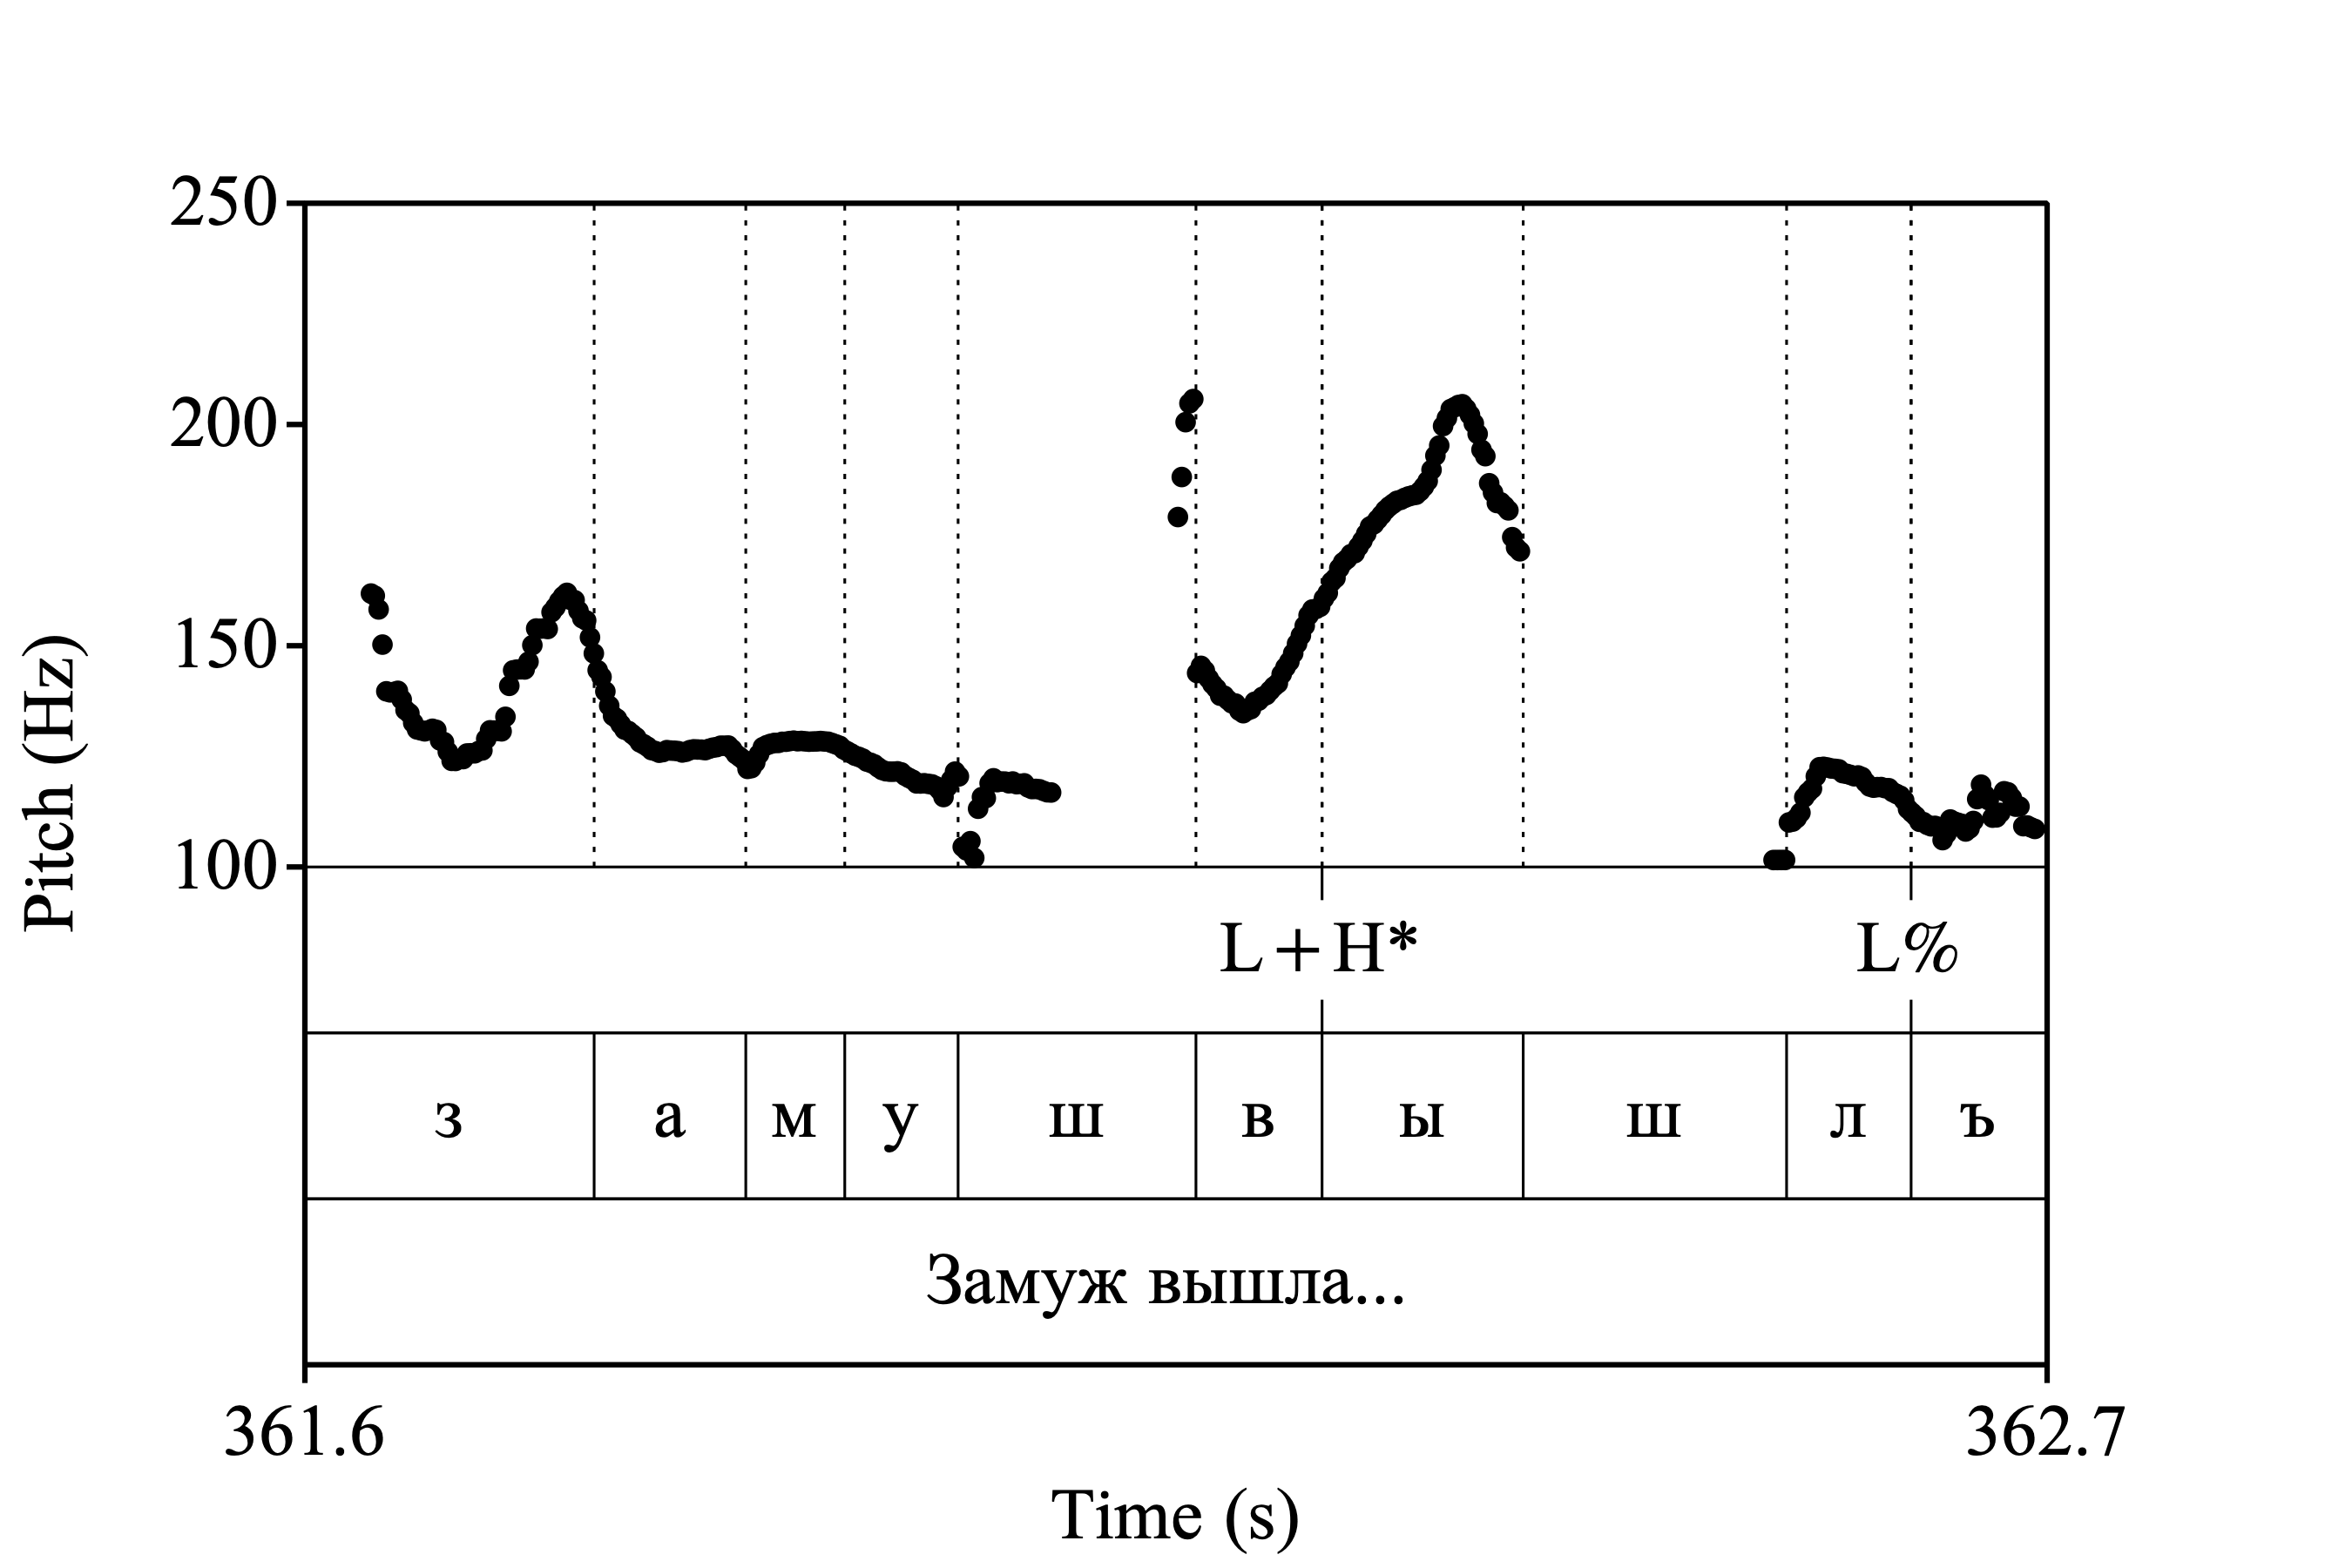 250
200
150
100
Pitch (Hz)
L+H* L%
з а м у ш в ы ш л ъ
Замуж вышла...
361.6 362.7
Time (s)